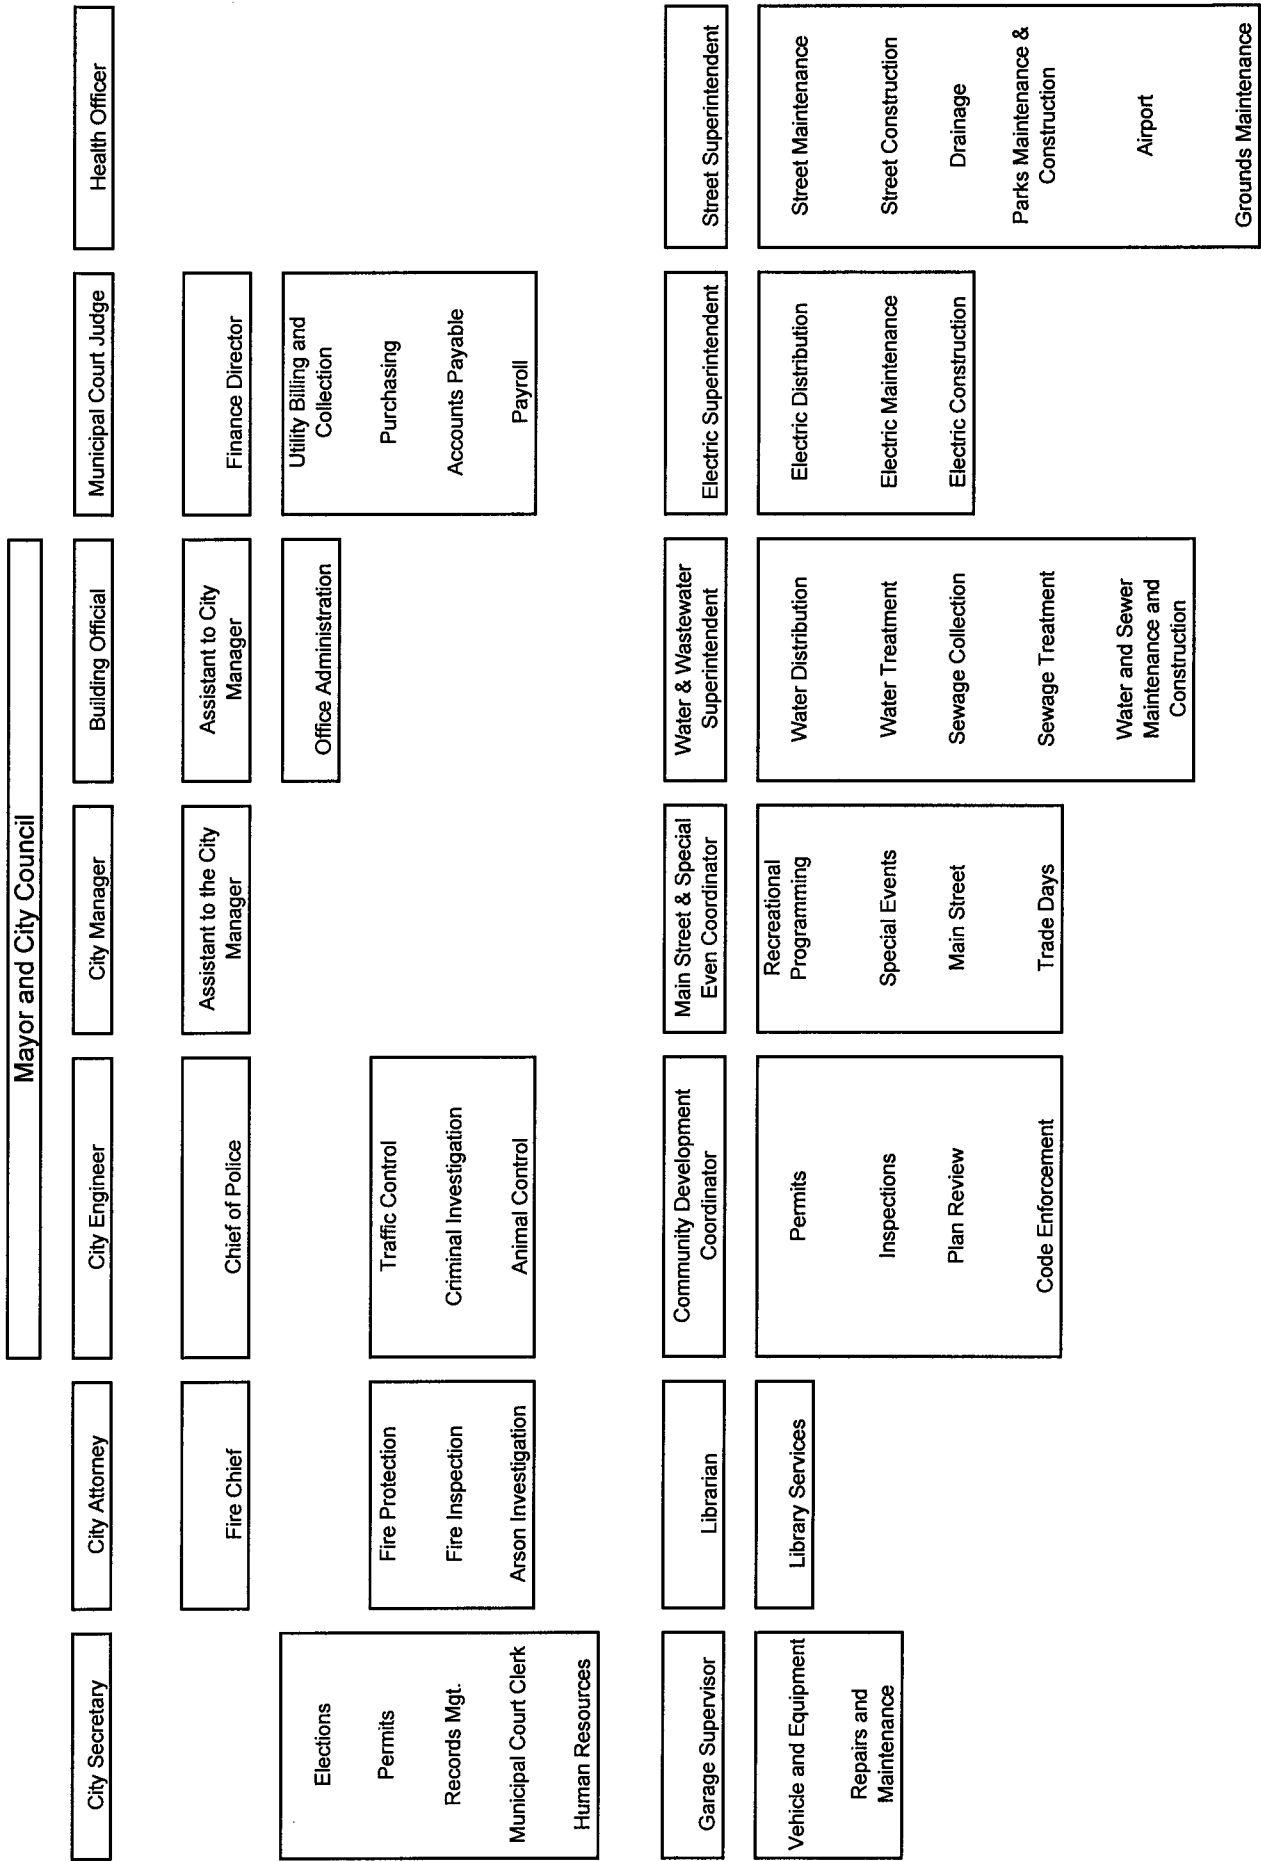 Mayor and City Council
City Secretary
City Attorney
City Engineer
City Manager
Building Official
Municipal Court Judge
Health Officer
Fire Chief
Chief of Police
Assistant to the City
Manager
Assistant to City
Manager
Finance Director
Elections
Permits
Records Mgt.
Municipal Court Clerk
Human Resources
Fire Protection
Fire Inspection
Arson Investigation
Traffic Control
Criminal Investigation
Animal Control
Office Administration
Utility Billing and
Collection
Purchasing
Accounts Payable
Payroll
Garage Supervisor
Librarian
Community Development
Coordinator
Main Street & Special
Even Coordinator
Water & Wastewater
Superintendent
Electric Superintendent
Street Superintendent
Vehicle and Equipment
Repairs and
Maintenance
Library Services
Permits
Inspections
Plan Review
Code Enforcement
Recreational
Programming
Special Events
Main Street
Trade Days
Water Distribution
Water Treatment
Sewage Collection
Sewage Treatment
Water and Sewer
Maintenance and
Construction
Electric Distribution
Electric Maintenance
Electric Construction
Street Maintenance
Street Construction
Drainage
Parks Maintenance &
Construction
Airport
Grounds Maintenance